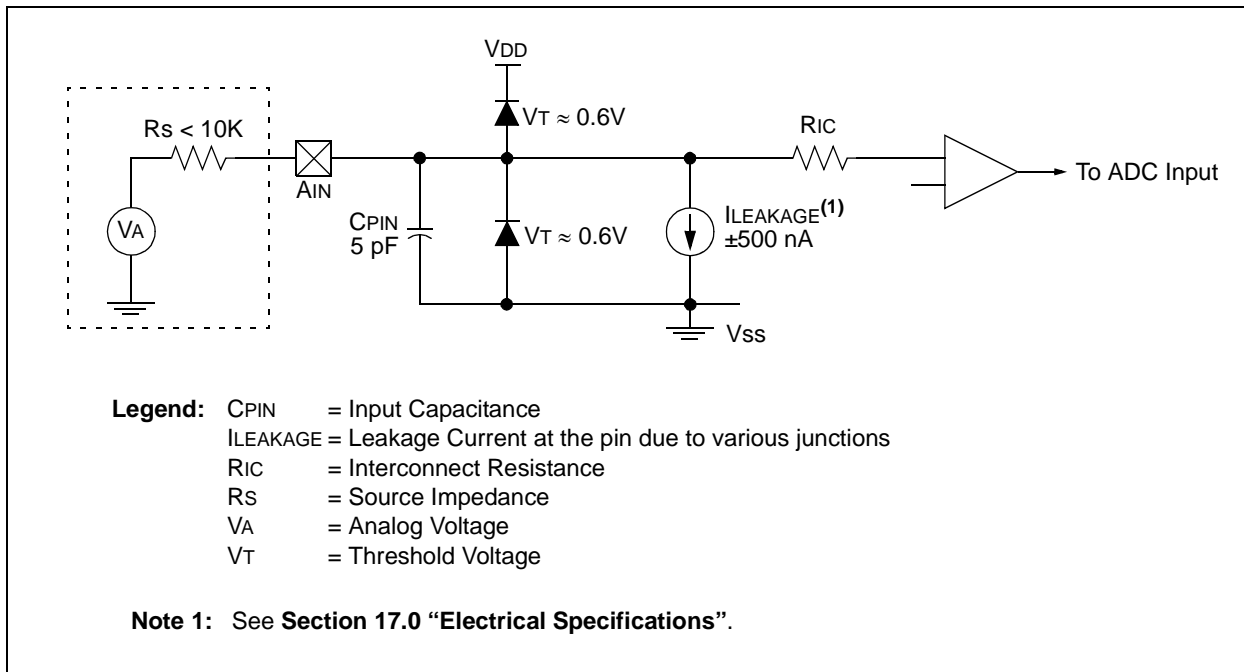 VDD
Rs < 10K
VT ≈ 0.6V
RIC
AIN
To ADC Input
VA
CPIN
5 pF
VT ≈ 0.6V
ILEAKAGE(1)
±500 nA
Vss
Legend: CPIN = Input Capacitance
ILEAKAGE = Leakage Current at the pin due to various junctions
RIC = Interconnect Resistance
RS = Source Impedance
VA = Analog Voltage
VT = Threshold Voltage
Note 1: See Section 17.0 “Electrical Specifications”.